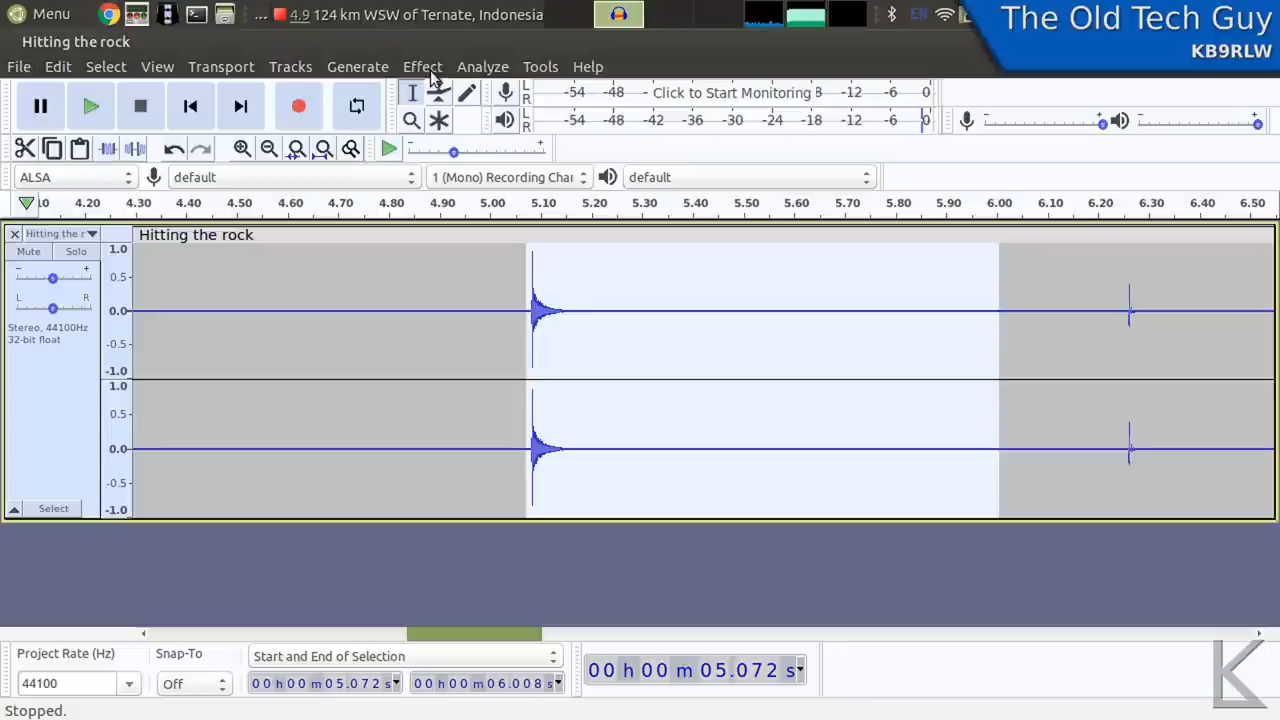 Menu ... 4.9 124 km WSW of Ternate, Indonesia EN
The Old Tech Guy
KB9RLW
Hitting the rock
File Edit Select View Transport Tracks Generate Effect Analyze Tools Help
L R -54 -48 - Click to Start Monitoring 8 -12 -6 0
L R -54 -48 -42 -36 -30 -24 -18 -12 -6 0
- + - +
- +
ALSA default 1 (Mono) Recording Chai default
4.20 4.30 4.40 4.50 4.60 4.70 4.80 4.90 5.00 5.10 5.20 5.30 5.40 5.50 5.60 5.70 5.80 5.90 6.00 6.10 6.20 6.30 6.40 6.50
Hitting the r Hitting the rock
Mute Solo
- +
L R
Stereo, 44100Hz
32-bit float
1.0
0.5
0.0
-0.5
-1.0
1.0
0.5
0.0
-0.5
-1.0
Select
Project Rate (Hz) Snap-To Start and End of Selection
44100 Off 00 h 00 m 05.072 s 00 h 00 m 06.008 s
00 h 00 m 05.072 s
K
Stopped.